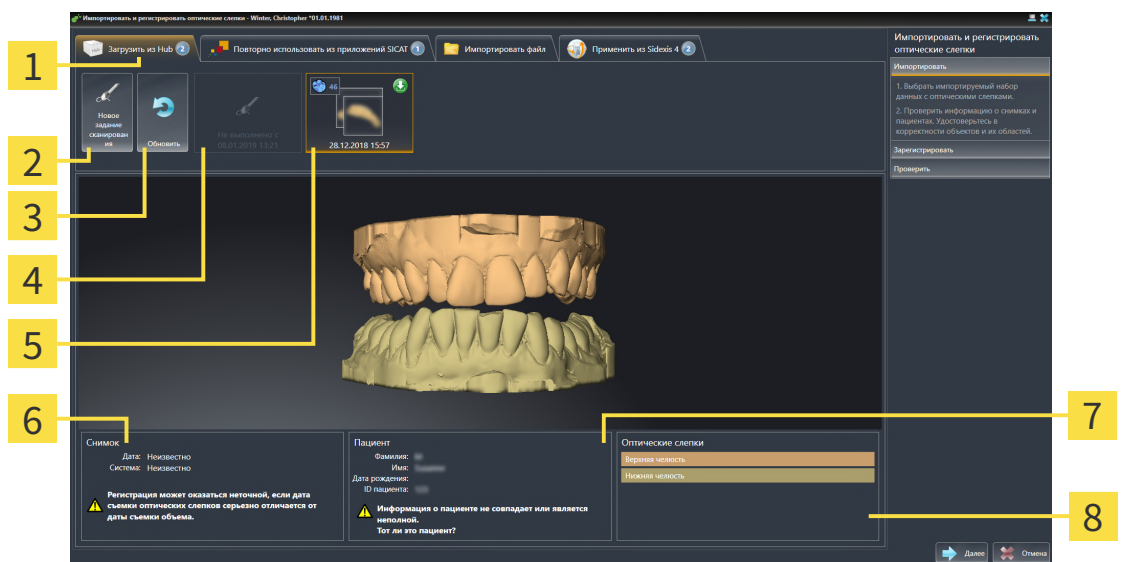 Импортировать и регистрировать оптические слепки - Winter, Christopher *01.01.1981
Загрузить из Hub 2
Повторно использовать из приложений SICAT 1
Импортировать файл
Применить из Sidexis 4 2
Импортировать и регистрировать
оптические слепки
Импортировать
1. Выбрать импортируемый набор
данных с оптическими слепками.
2. Проверить информацию о снимках и
пациентах. Удостоверьтесь в
корректности объектов и их областей.
Зарегистрировать
Проверить
Новое
задание
сканирован
ия
Обновить
Не выполнено с
08.01.2019 13:21
46
28.12.2018 15:57
1
2
3
4
5
6
7
8
Снимок
Дата: Неизвестно
Система: Неизвестно
Регистрация может оказаться неточной, если дата
съемки оптических слепков серьезно отличается от
даты съемки объема.
Пациент
Фамилия:
Имя:
Дата рождения:
ID пациента:
Информация о пациенте не совпадает или является
неполной.
Тот ли это пациент?
Оптические слепки
Верхняя челюсть
Нижняя челюсть
Далее
Отмена